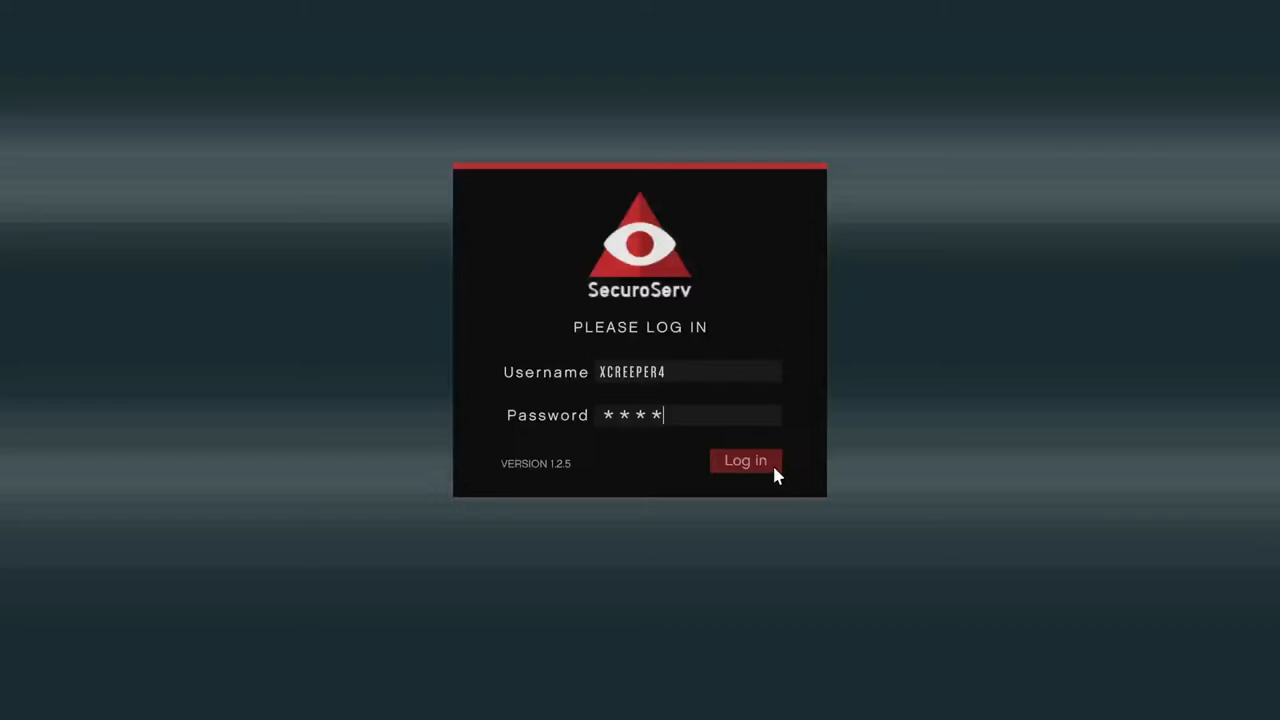 SecuroServ
PLEASE LOG IN
Username XCREEPER4
Password ****
VERSION 1.2.5 Log in